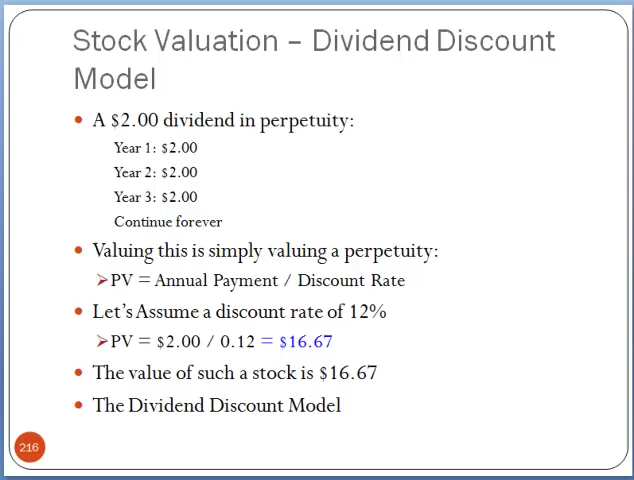 Stock Valuation – Dividend Discount
Model
• A $2.00 dividend in perpetuity:
Year 1: $2.00
Year 2: $2.00
Year 3: $2.00
Continue forever
• Valuing this is simply valuing a perpetuity:
➢PV = Annual Payment / Discount Rate
• Let's Assume a discount rate of 12%
➢PV = $2.00 / 0.12 = $16.67
• The value of such a stock is $16.67
• The Dividend Discount Model
216